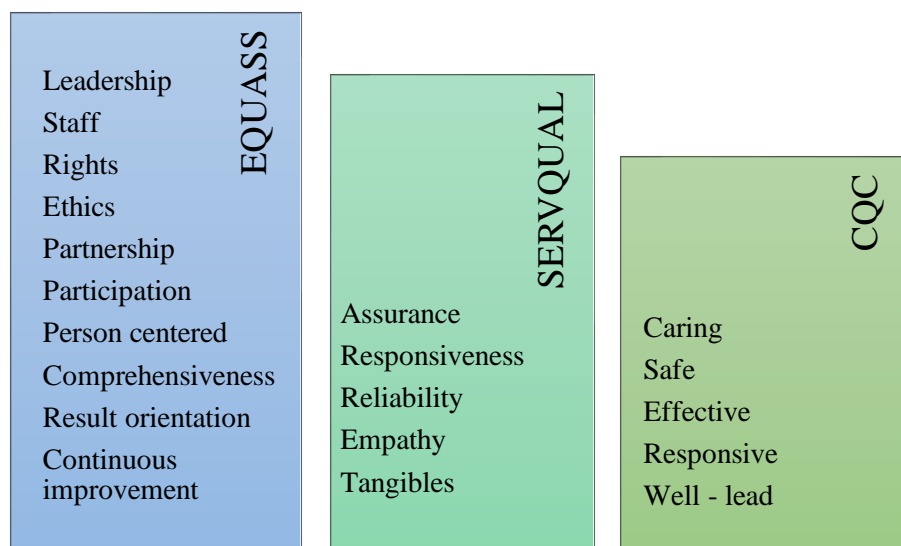 EQUASS
Leadership
Staff
Rights
Ethics
Partnership
Participation
Person centered
Comprehensiveness
Result orientation
Continuous
improvement
SERVQUAL
Assurance
Responsiveness
Reliability
Empathy
Tangibles
CQC
Caring
Safe
Effective
Responsive
Well - lead